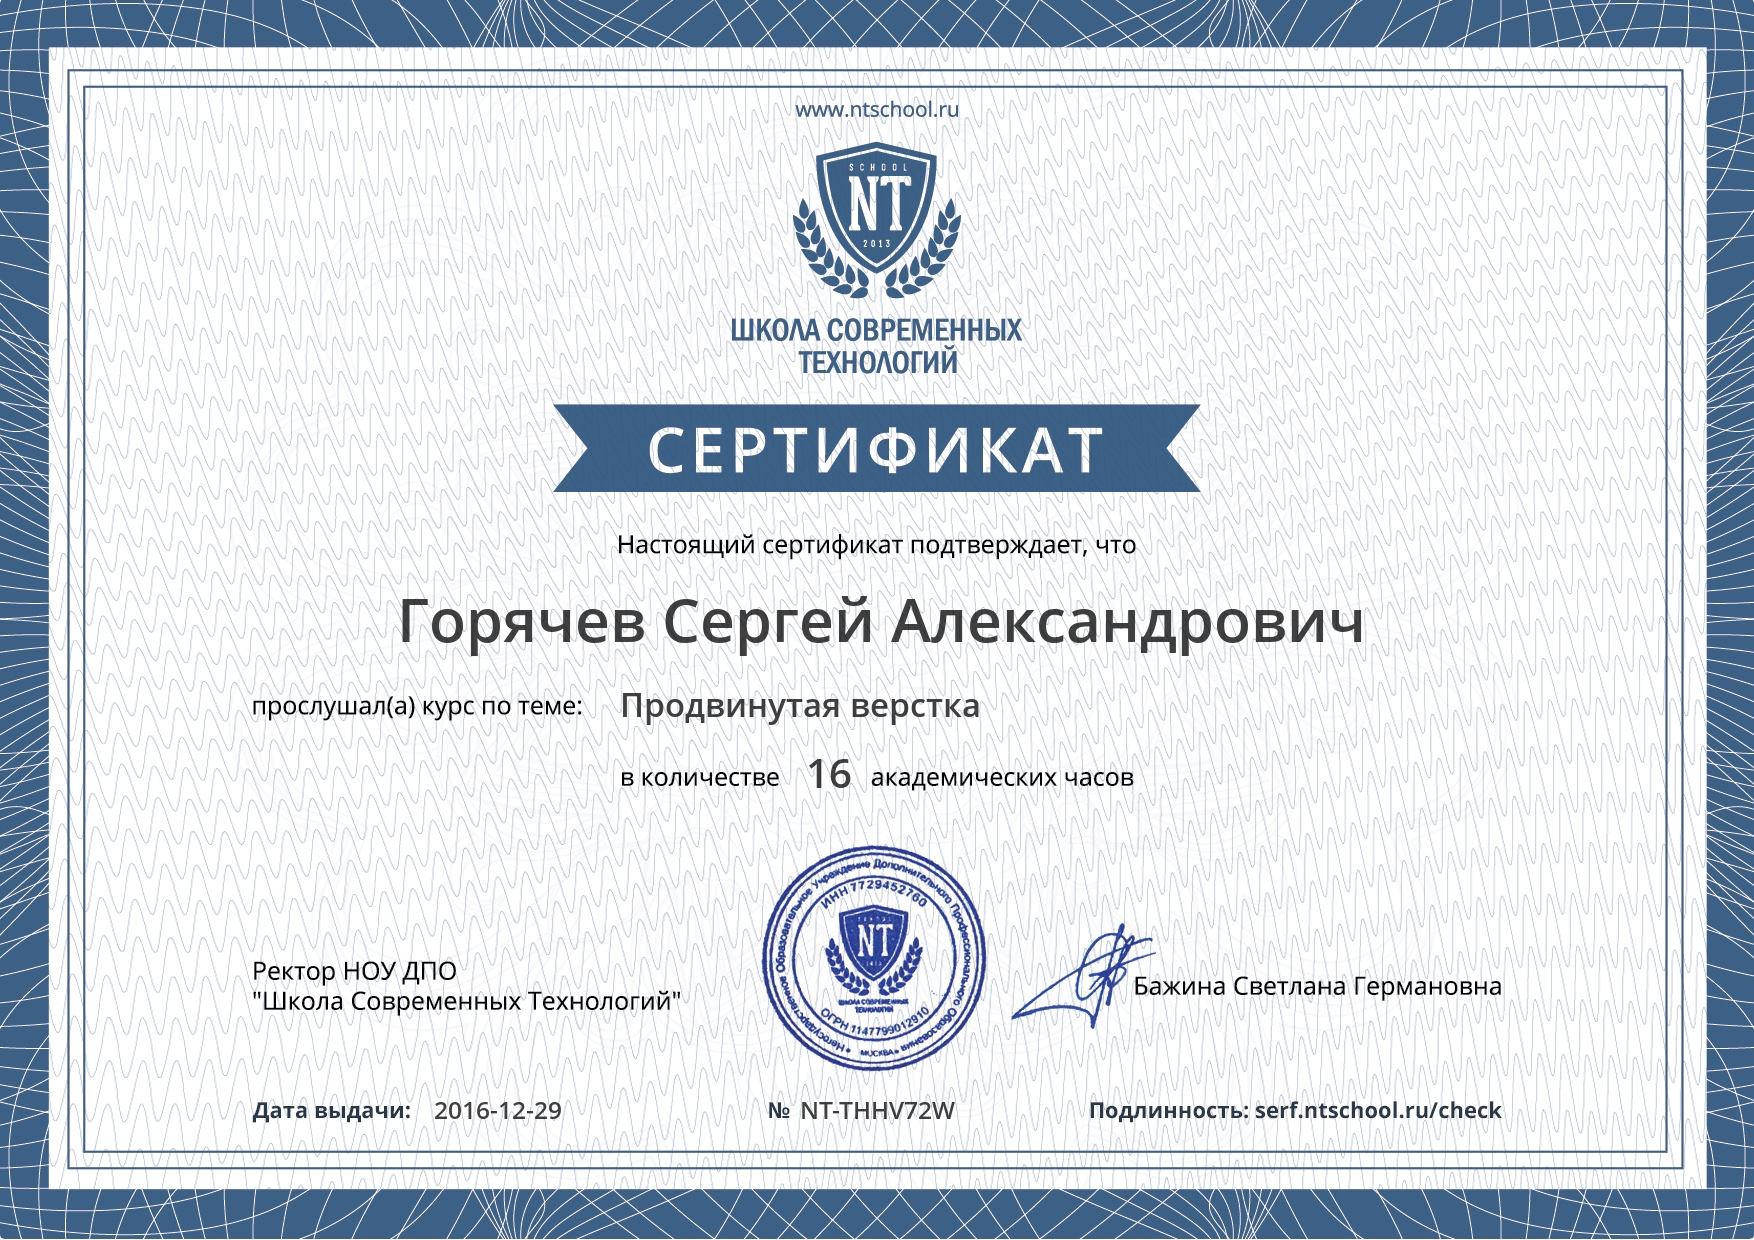 www.ntschool.ru
SCHOOL
NT
2013
ШКОЛА СОВРЕМЕННЫХ
ТЕХНОЛОГИЙ
СЕРТИФИКАТ
Настоящий сертификат подтверждает, что
Горячев Сергей Александрович
прослушал(а) курс по теме: Продвинутая верстка
в количестве 16 академических часов
Негосударственное Образовательное Учреждение Дополнительного Профессионального Образования
ИНН 7729452760
NT
ШКОЛА СОВРЕМЕННЫХ
ТЕХНОЛОГИЙ
ОГРН 1147799012910
МОСКВА
Ректор НОУ ДПО
"Школа Современных Технологий"
Бажина Светлана Германовна
Дата выдачи: 2016-12-29 № NT-THHV72W Подлинность: serf.ntschool.ru/check